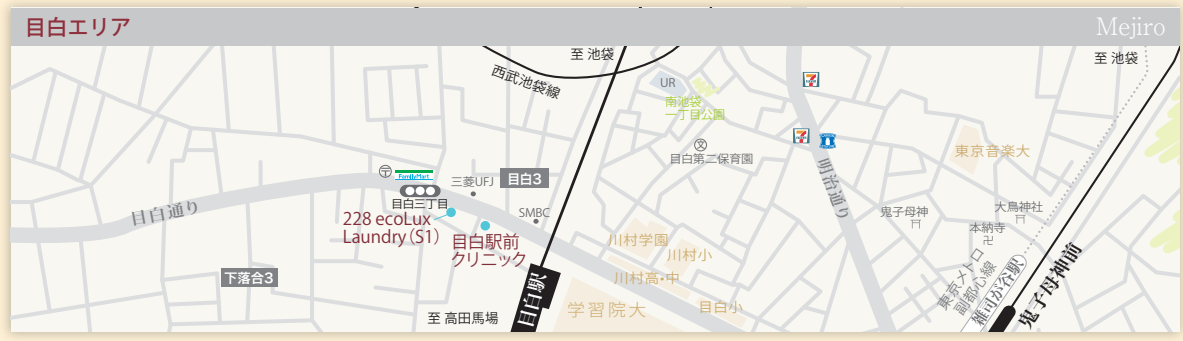 目白エリア
Mejiro
至 池袋
至 池袋
西武池袋線
UR
南池袋
一丁目公園
文
目白第二保育園
7
7
東京音楽大
〒
FamilyMart
三菱UFJ
目白3
目白三丁目
228 ecoLux
Laundry (S1)
目白駅前
クリニック
SMBC
目白通り
明治通り
鬼子母神
大鳥神社
本納寺
卍
川村学園
川村小
川村高・中
学習院大
目白小
下落合3
至 高田馬場
目白駅
東京メトロ
副都心線
雑司が谷駅
鬼子母神前